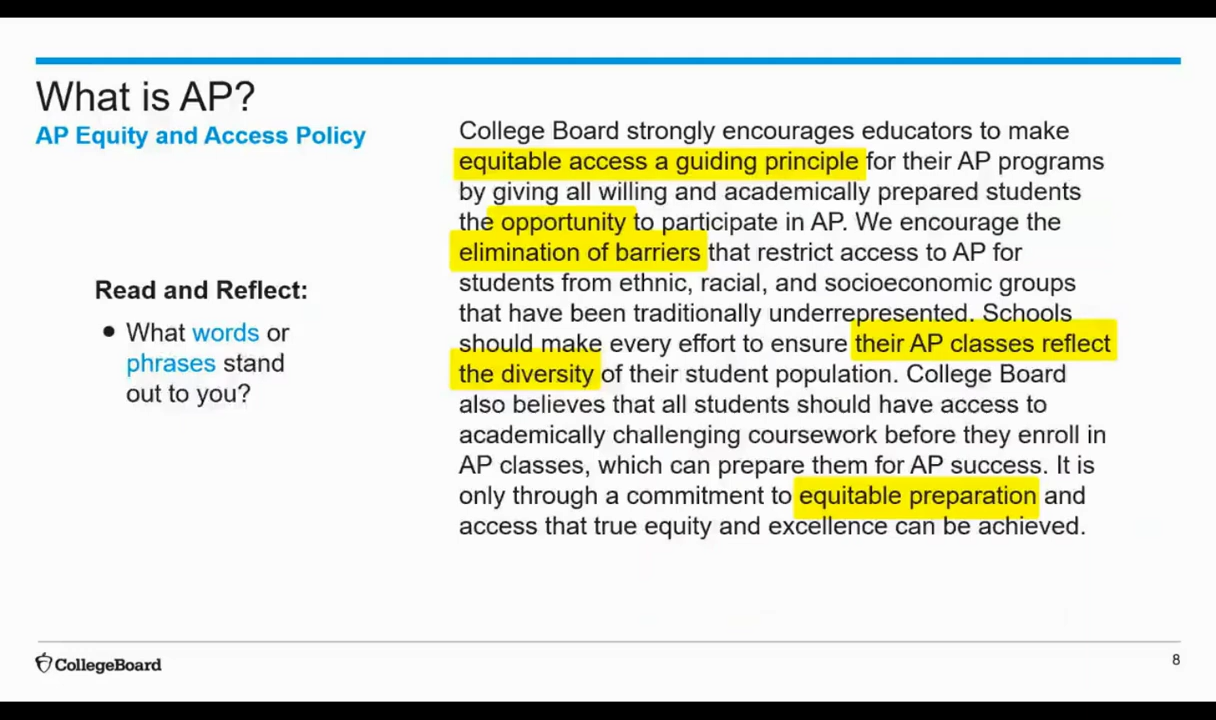 What is AP?
AP Equity and Access Policy
Read and Reflect:
• What words or
phrases stand
out to you?
College Board strongly encourages educators to make
equitable access a guiding principle for their AP programs
by giving all willing and academically prepared students
the opportunity to participate in AP. We encourage the
elimination of barriers that restrict access to AP for
students from ethnic, racial, and socioeconomic groups
that have been traditionally underrepresented. Schools
should make every effort to ensure their AP classes reflect
the diversity of their student population. College Board
also believes that all students should have access to
academically challenging coursework before they enroll in
AP classes, which can prepare them for AP success. It is
only through a commitment to equitable preparation and
access that true equity and excellence can be achieved.
CollegeBoard
8